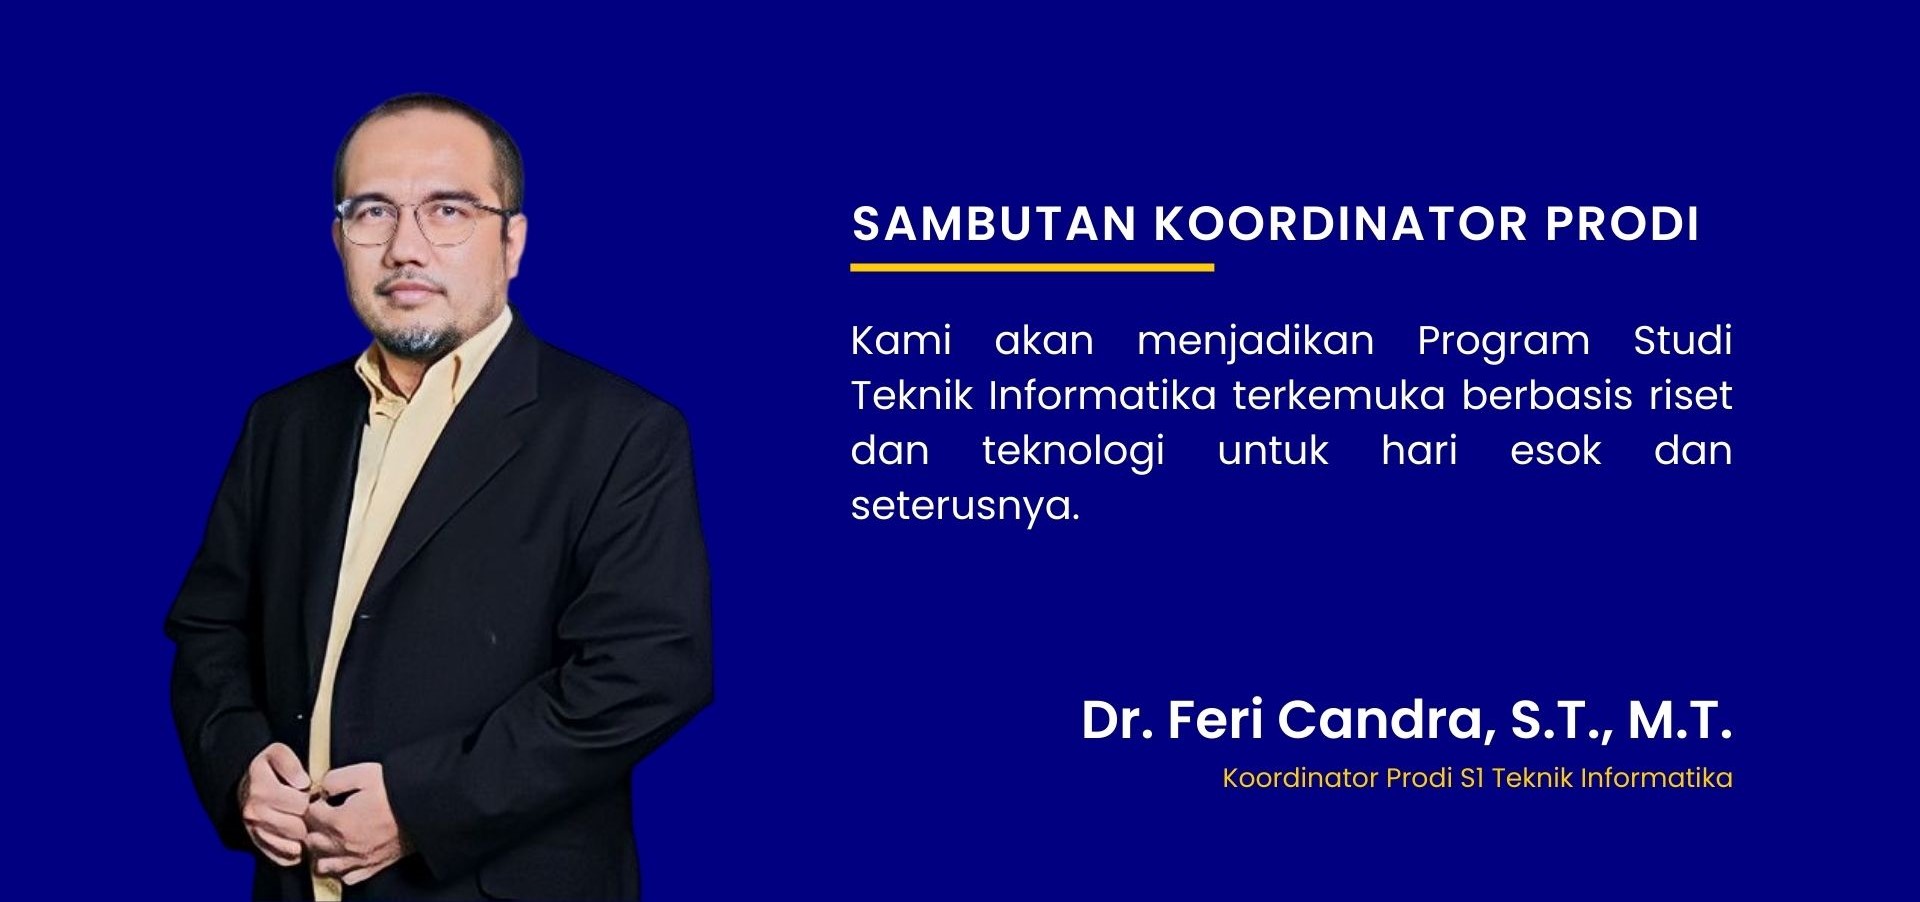 SAMBUTAN KOORDINATOR PRODI
Kami akan menjadikan Program Studi
Teknik Informatika terkemuka berbasis riset
dan teknologi untuk hari esok dan
seterusnya.
Dr. Feri Candra, S.T., M.T.
Koordinator Prodi S1 Teknik Informatika